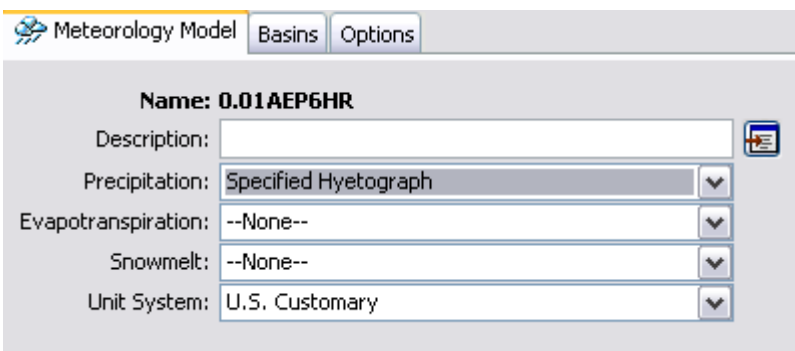 Meteorology Model Basins Options
Name: 0.01AEP6HR
Description:
Precipitation: Specified Hyetograph
Evapotranspiration: --None--
Snowmelt: --None--
Unit System: U.S. Customary